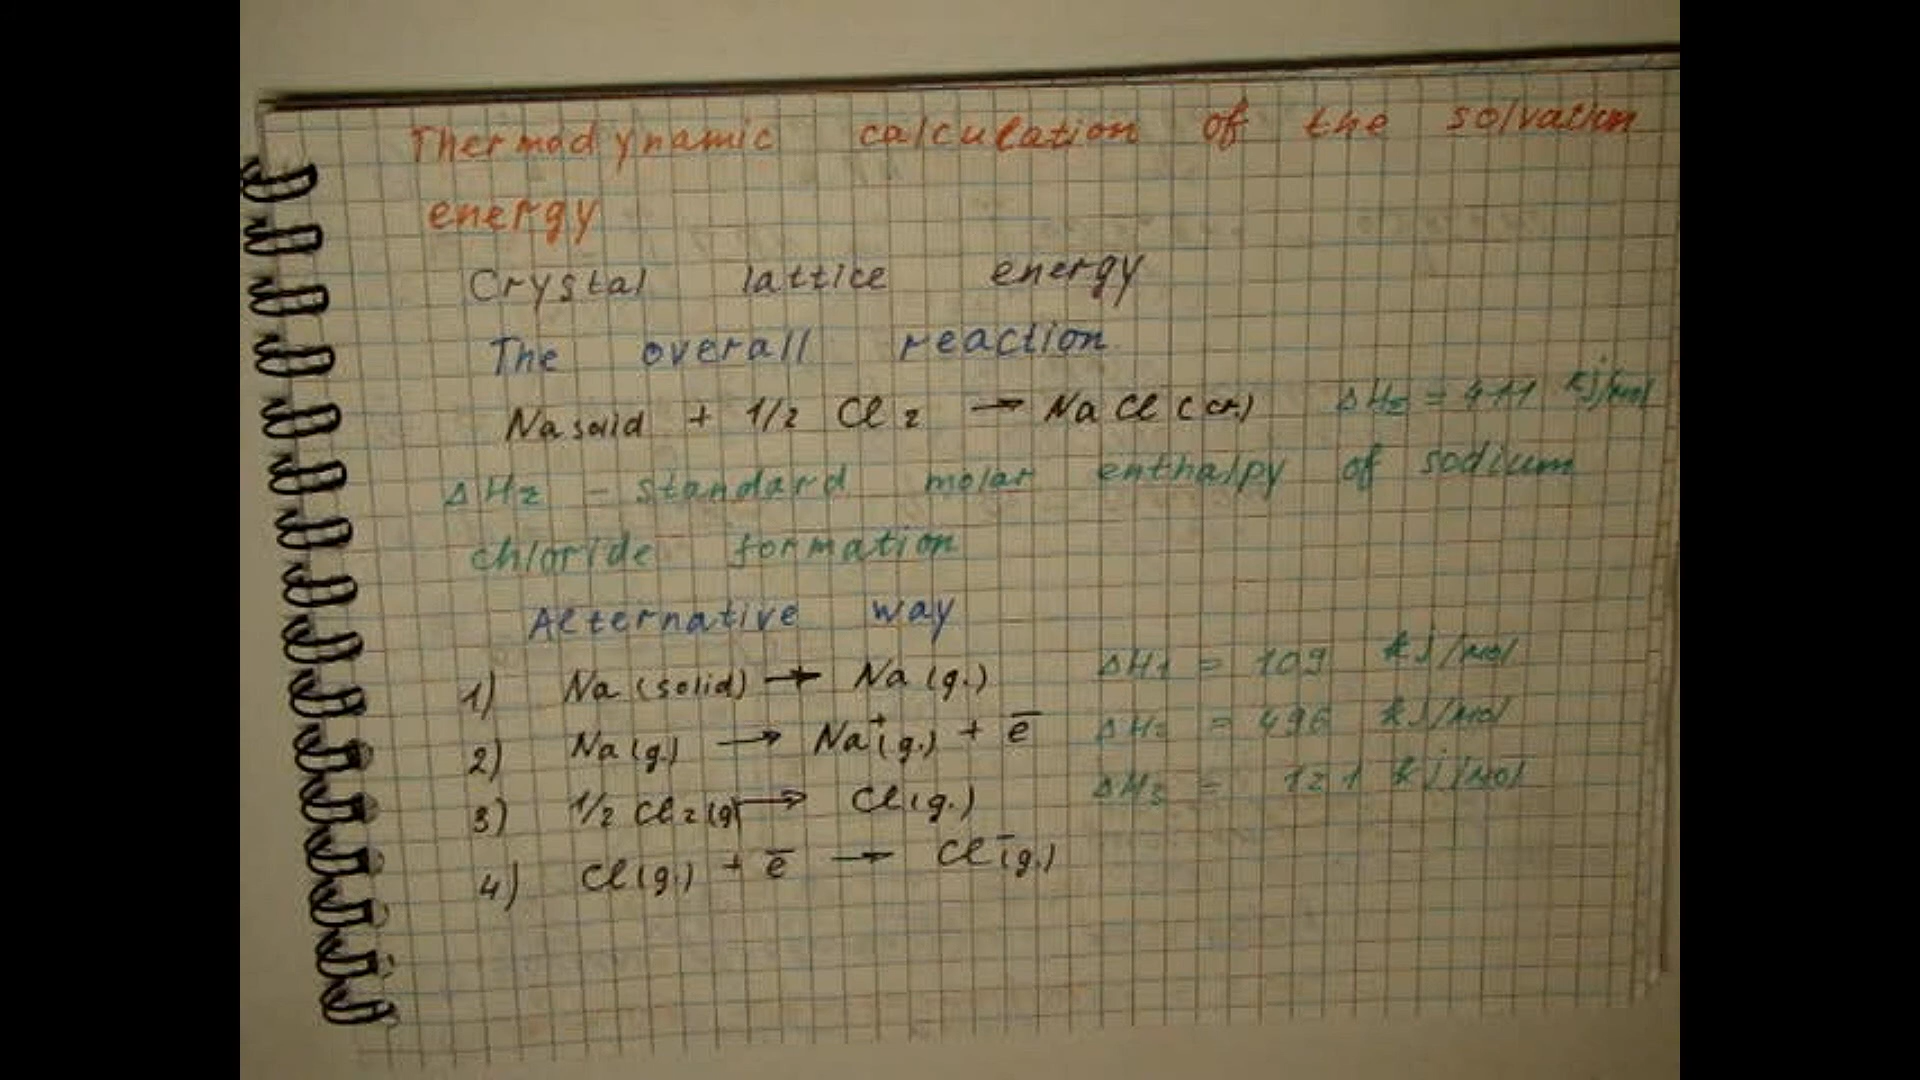 Thermodynamic calculation of the solvation
energy
Crystal lattice energy
The overall reaction
Na solid + 1/2 Cl2 → NaCl (cr.) ΔHΣ = 411 kj/mol
ΔHΣ - standard molar enthalpy of sodium
chloride formation
Alternative way
1) Na (solid) → Na (g.) ΔH1 = 109 kj/mol
2) Na (g.) → Na⁺(g.) + e̅ ΔH2 = 496 kj/mol
3) 1/2 Cl2 (g) → Cl (g.) ΔH3 = 121 kj/mol
4) Cl (g.) + e̅ → Cl⁻(g.)